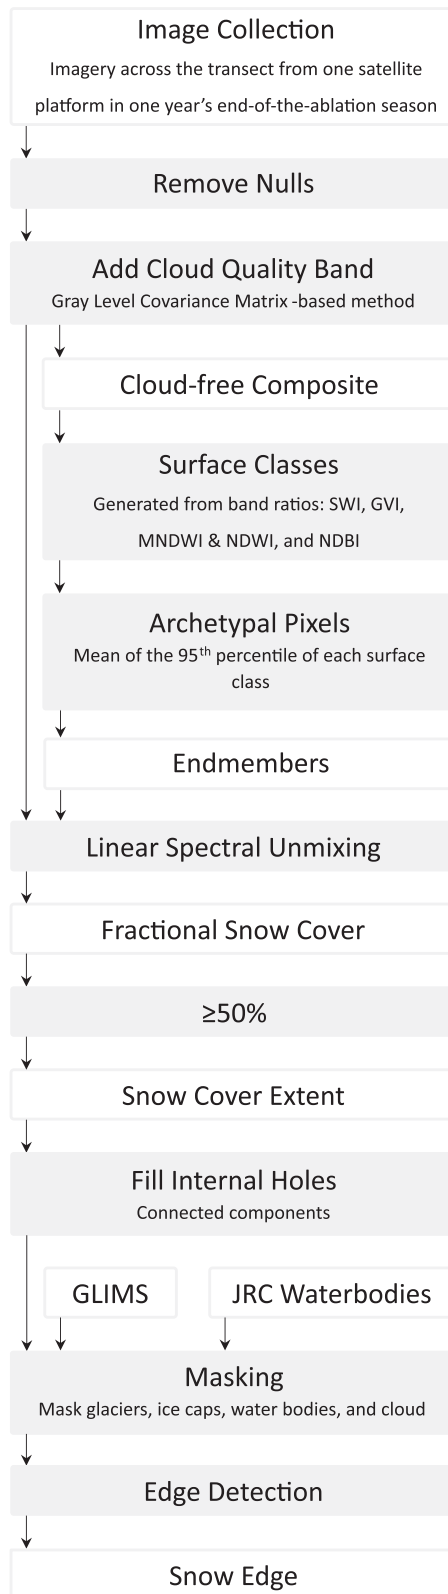 Image Collection
Imagery across the transect from one satellite
platform in one year’s end-of-the-ablation season
Remove Nulls
Add Cloud Quality Band
Gray Level Covariance Matrix -based method
Cloud-free Composite
Surface Classes
Generated from band ratios: SWI, GVI,
MNDWI & NDWI, and NDBI
Archetypal Pixels
Mean of the 95th percentile of each surface
class
Endmembers
Linear Spectral Unmixing
Fractional Snow Cover
≥50%
Snow Cover Extent
Fill Internal Holes
Connected components
GLIMS
JRC Waterbodies
Masking
Mask glaciers, ice caps, water bodies, and cloud
Edge Detection
Snow Edge